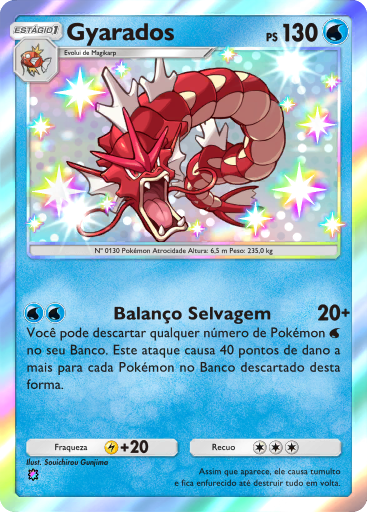 ESTÁGIO 1
Gyarados
PS 130
Evolui de Magikarp
Nº 0130 Pokémon Atrocidade Altura: 6,5 m Peso: 235,0 kg
Balanço Selvagem 20+
Você pode descartar qualquer número de Pokémon
no seu Banco. Este ataque causa 40 pontos de dano a
mais para cada Pokémon no Banco descartado desta
forma.
Fraqueza +20
Recuo
Ilust. Souichirou Gunjima
Assim que aparece, ele causa tumulto
e fica enfurecido até destruir tudo em volta.